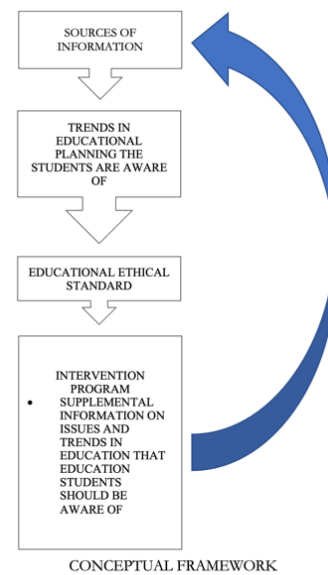 SOURCES OF
INFORMATION
TRENDS IN
EDUCATIONAL
PLANNING THE
STUDENTS ARE AWARE
OF
EDUCATIONAL ETHICAL
STANDARD
INTERVENTION
PROGRAM
• SUPPLEMENTAL
INFORMATION ON
ISSUES AND
TRENDS IN
EDUCATION THAT
EDUCATION
STUDENTS
SHOULD BE
AWARE OF
CONCEPTUAL FRAMEWORK